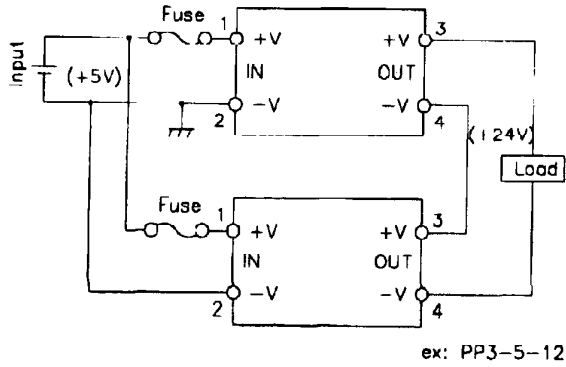 Fuse
1
+V
+V
3
Input
(+5V)
IN
OUT
2
-V
-V
4
(+24V)
Load
Fuse
1
+V
+V
3
IN
OUT
2
-V
-V
4
ex: PP3-5-12